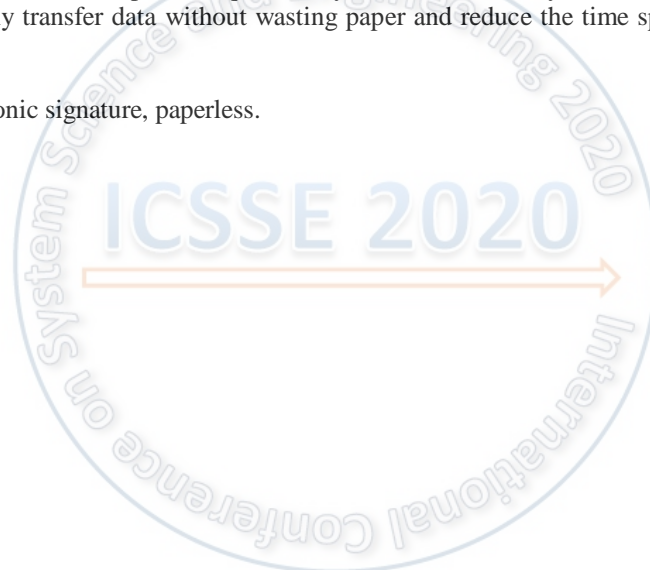 ly transfer data without wasting paper and reduce the time
onic signature, paperless.
ICSSE 2020
International Conference on System Science and Engineering 2020